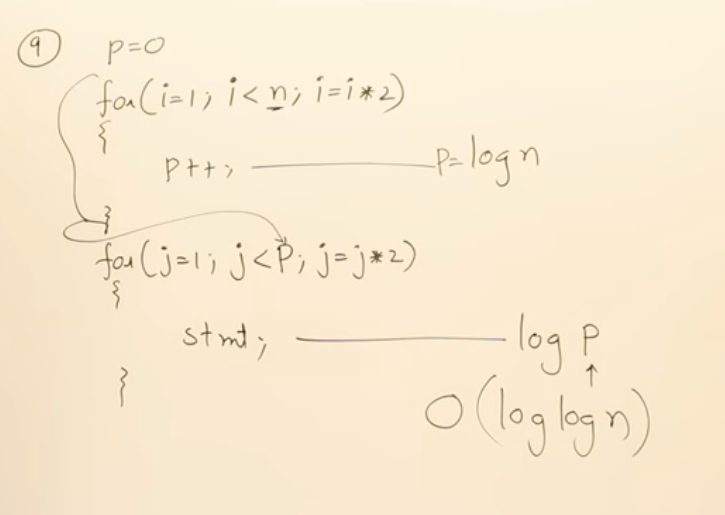 9
p=0
for(i=1; i<n; i=i*2)
{
p++; P=log n
}
for(j=1; j<P; j=j*2)
{
stmt; log P
}
O(log log n)